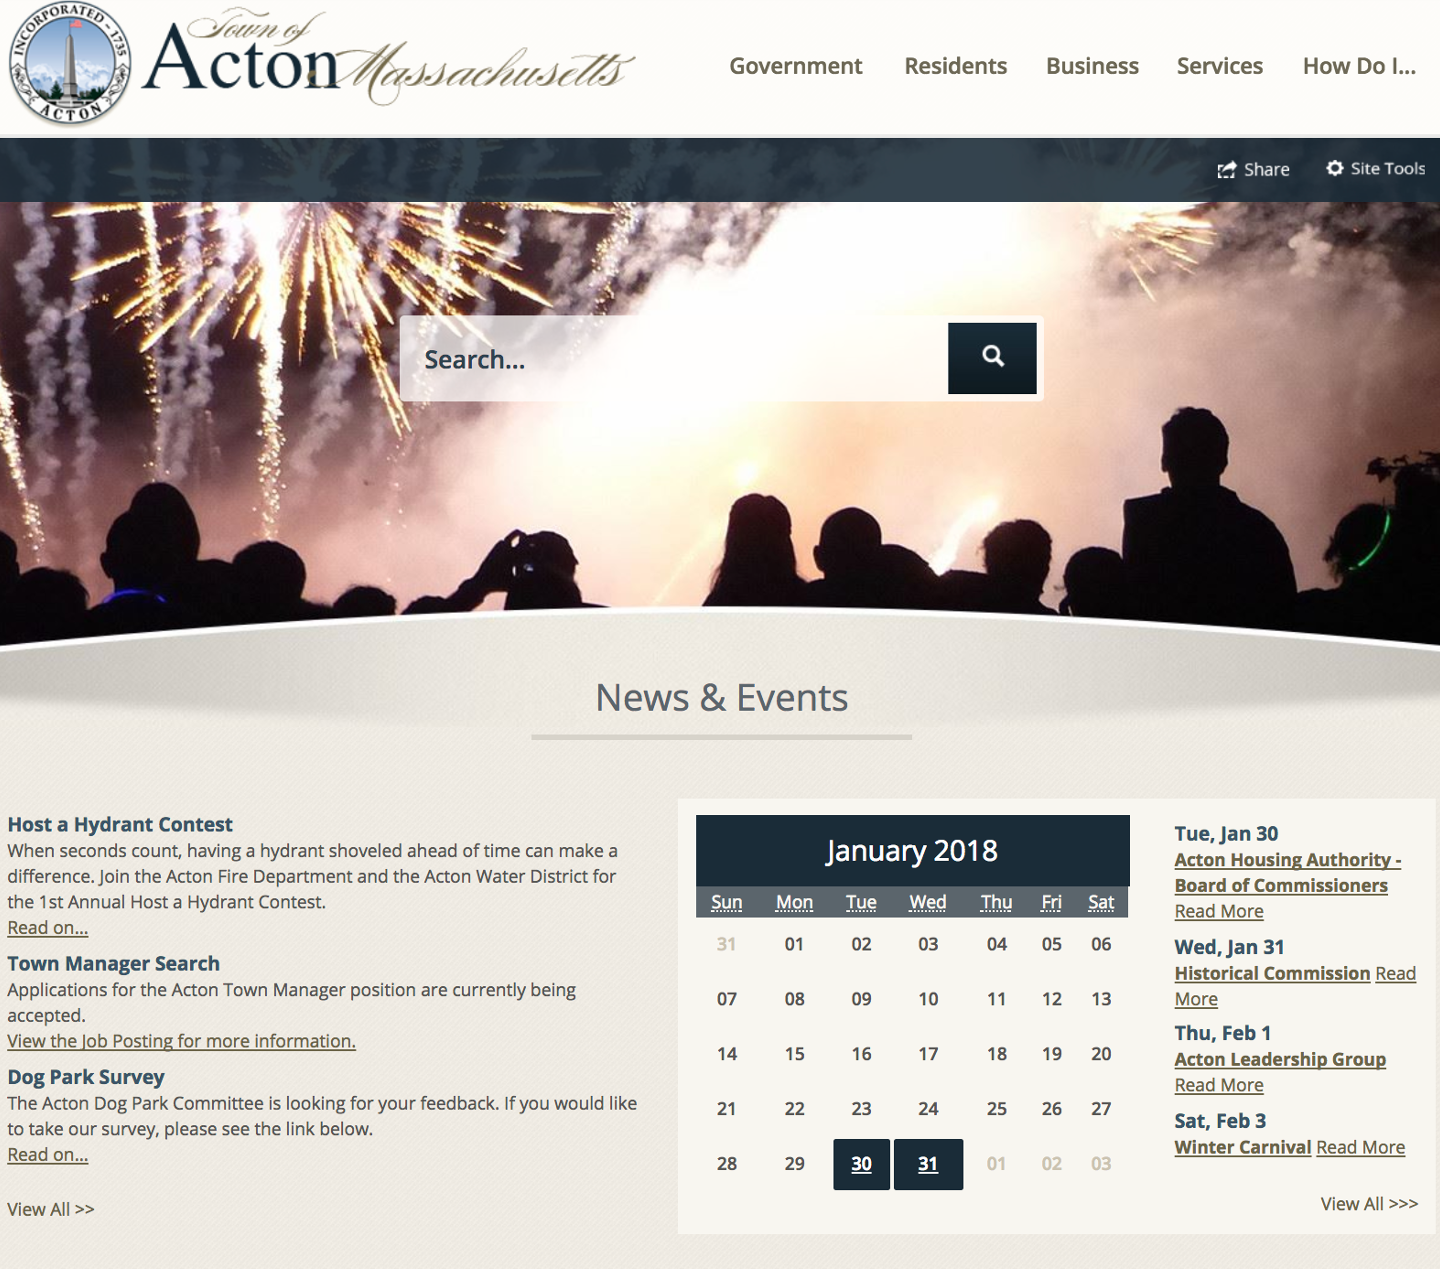 INCORPORATED - 1735
ACTON
Town of
Acton Massachusetts
Government Residents Business Services How Do I...
Share Site Tools
Search...
News & Events
Host a Hydrant Contest
When seconds count, having a hydrant shoveled ahead of time can make a
difference. Join the Acton Fire Department and the Acton Water District for
the 1st Annual Host a Hydrant Contest.
Read on...
Town Manager Search
Applications for the Acton Town Manager position are currently being
accepted.
View the Job Posting for more information.
Dog Park Survey
The Acton Dog Park Committee is looking for your feedback. If you would like
to take our survey, please see the link below.
Read on...
View All >>
January 2018
Sun Mon Tue Wed Thu Fri Sat
31 01 02 03 04 05 06
07 08 09 10 11 12 13
14 15 16 17 18 19 20
21 22 23 24 25 26 27
28 29 30 31 01 02 03
Tue, Jan 30
Acton Housing Authority -
Board of Commissioners
Read More
Wed, Jan 31
Historical Commission Read
More
Thu, Feb 1
Acton Leadership Group
Read More
Sat, Feb 3
Winter Carnival Read More
View All >>>